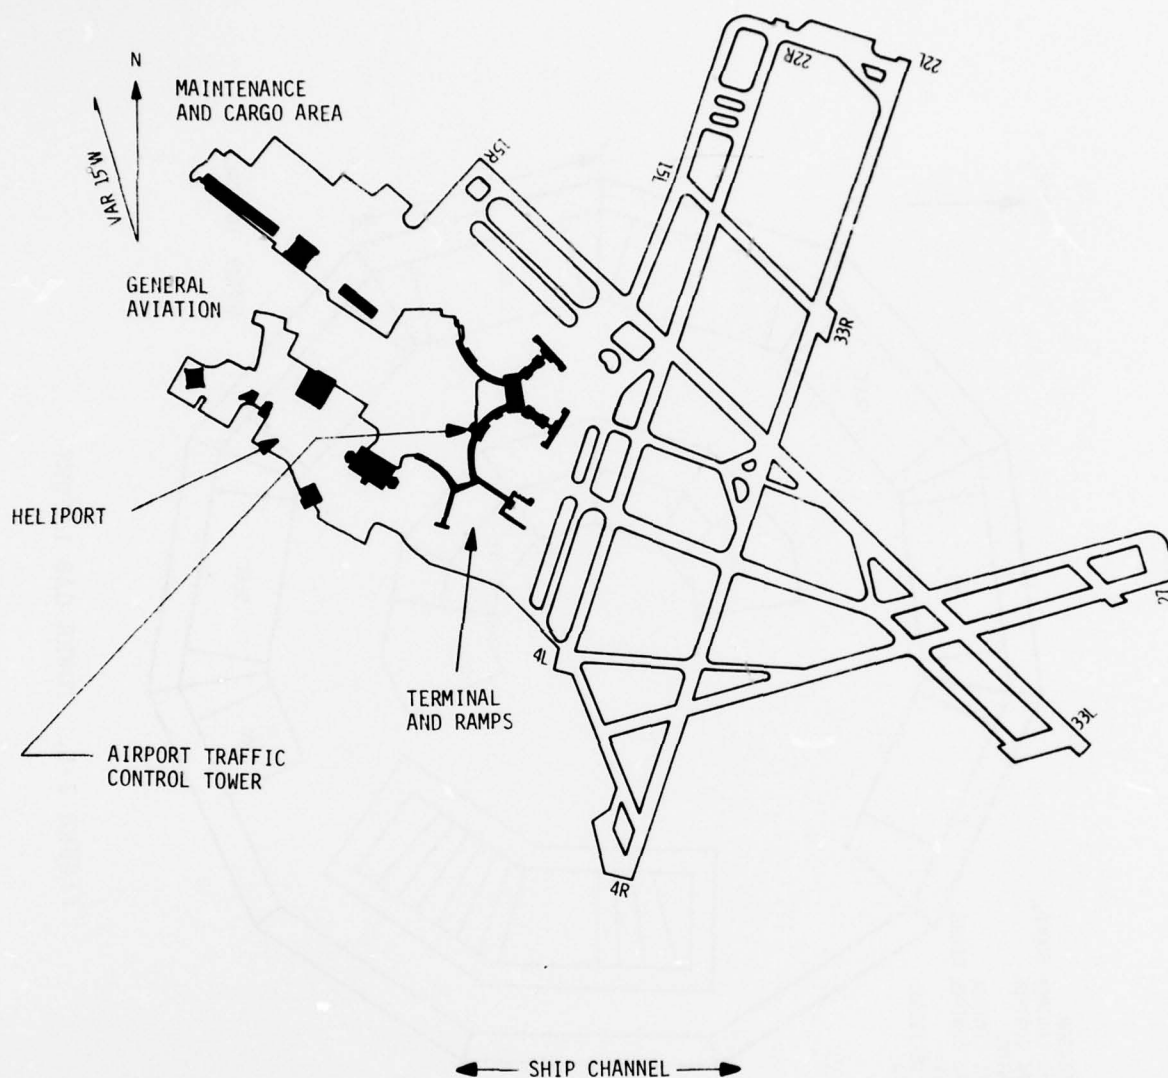 N
MAINTENANCE
AND CARGO AREA
VAR 15W
GENERAL
AVIATION
HELIPORT
AIRPORT TRAFFIC
CONTROL TOWER
TERMINAL
AND RAMPS
15R
15L
22R
22L
33R
27
33L
4L
4R
SHIP CHANNEL